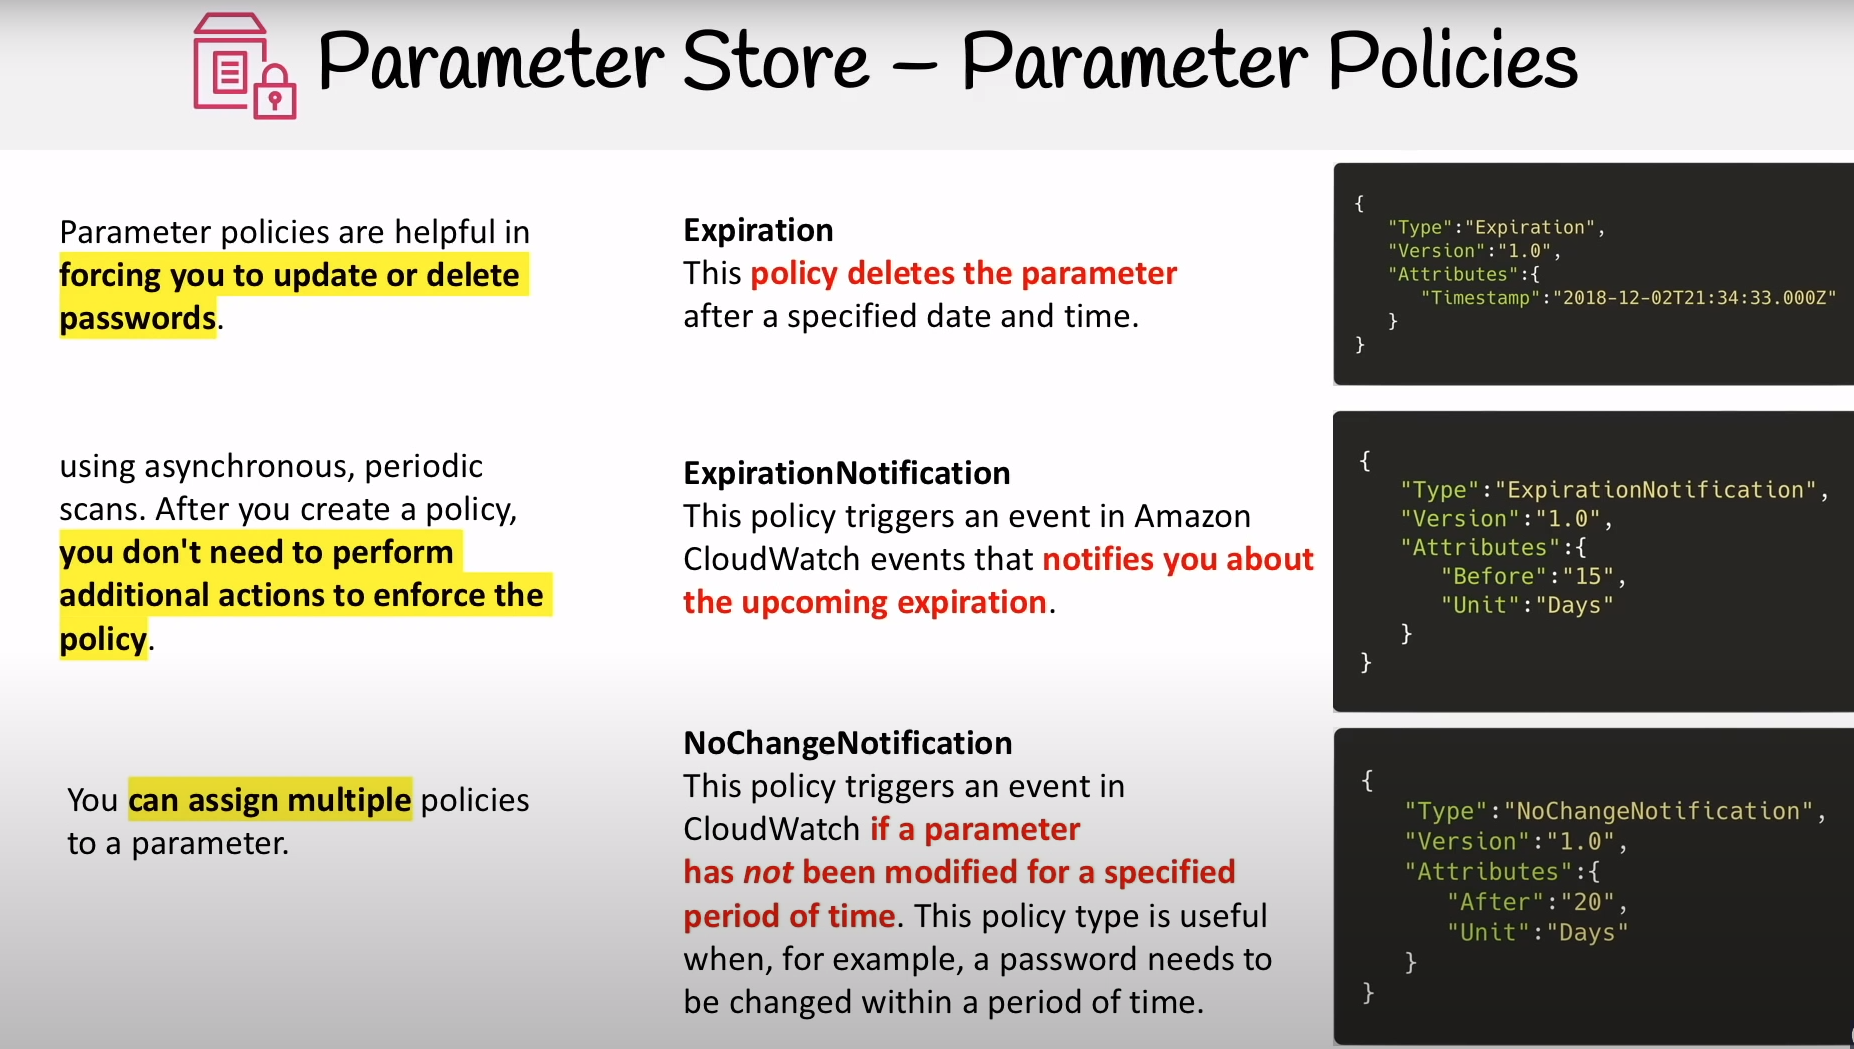 Parameter Store – Parameter Policies
Parameter policies are helpful in
forcing you to update or delete
passwords.
using asynchronous, periodic
scans. After you create a policy,
you don't need to perform
additional actions to enforce the
policy.
You can assign multiple policies
to a parameter.
Expiration
This policy deletes the parameter
after a specified date and time.
ExpirationNotification
This policy triggers an event in Amazon
CloudWatch events that notifies you about
the upcoming expiration.
NoChangeNotification
This policy triggers an event in
CloudWatch if a parameter
has not been modified for a specified
period of time. This policy type is useful
when, for example, a password needs to
be changed within a period of time.
{
"Type":"Expiration",
"Version":"1.0",
"Attributes":{
"Timestamp":"2018-12-02T21:34:33.000Z"
}
}
{
"Type":"ExpirationNotification",
"Version":"1.0",
"Attributes":{
"Before":"15",
"Unit":"Days"
}
}
{
"Type":"NoChangeNotification",
"Version":"1.0",
"Attributes":{
"After":"20",
"Unit":"Days"
}
}